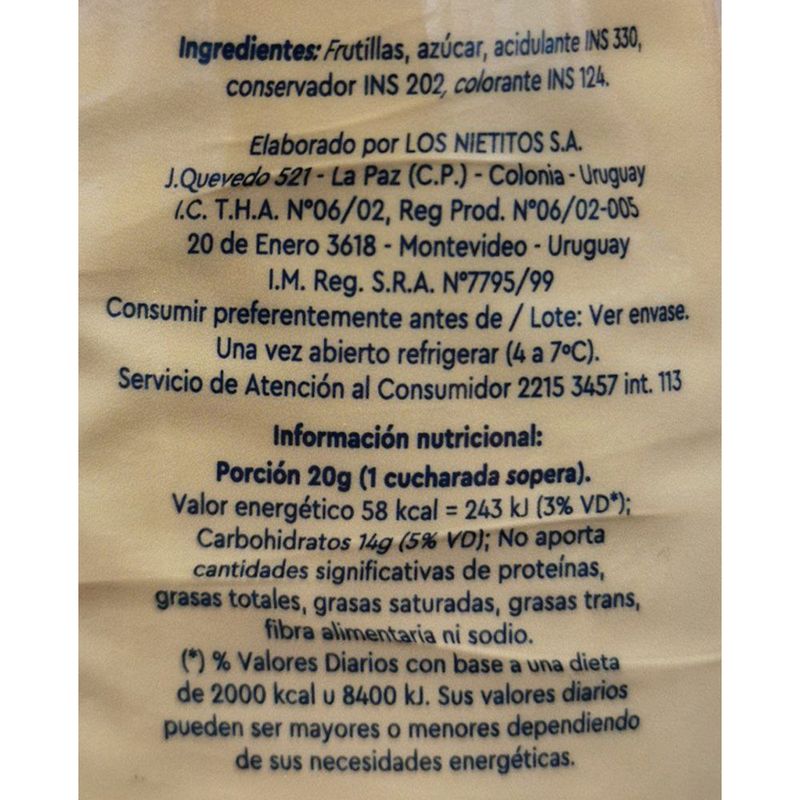 Ingredientes: Frutillas, azúcar, acidulante INS 330,
conservador INS 202, colorante INS 124.
Elaborado por LOS NIETITOS S.A.
J.Quevedo 521 - La Paz (C.P.) - Colonia - Uruguay
I.C. T.H.A. Nº06/02, Reg Prod. Nº06/02-005
20 de Enero 3618 - Montevideo - Uruguay
I.M. Reg. S.R.A. Nº7795/99
Consumir preferentemente antes de / Lote: Ver envase.
Una vez abierto refrigerar (4 a 7ºC).
Servicio de Atención al Consumidor 2215 3457 int. 113
Información nutricional:
Porción 20g (1 cucharada sopera).
Valor energético 58 kcal = 243 kJ (3% VD*);
Carbohidratos 14g (5% VD); No aporta
cantidades significativas de proteínas,
grasas totales, grasas saturadas, grasas trans,
fibra alimentaria ni sodio.
(*) % Valores Diarios con base a una dieta
de 2000 kcal u 8400 kJ. Sus valores diarios
pueden ser mayores o menores dependiendo
de sus necesidades energéticas.